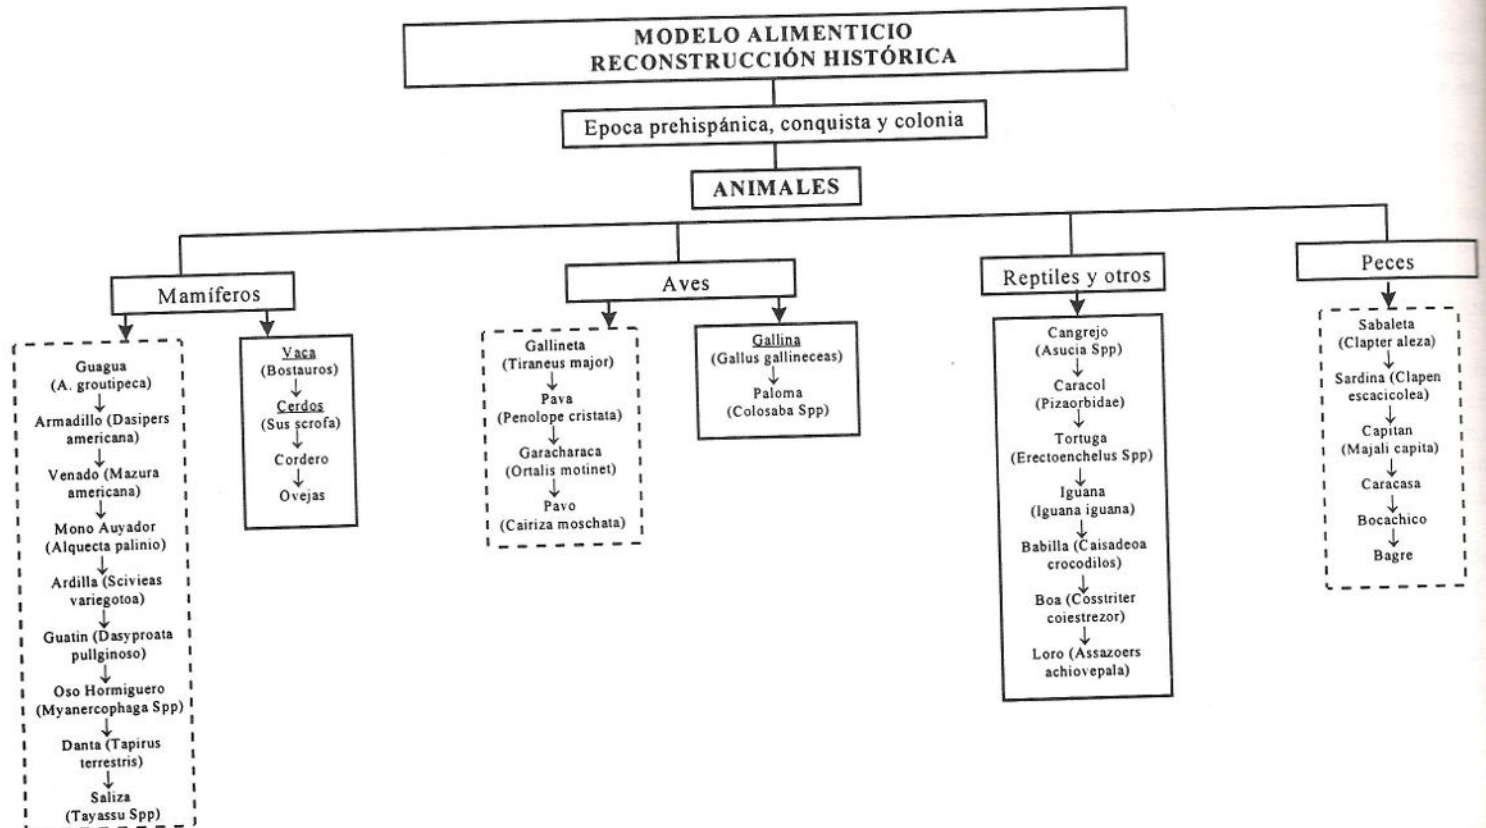 MODELO ALIMENTICIO
RECONSTRUCCIÓN HISTÓRICA
Epoca prehispánica, conquista y colonia
ANIMALES
Mamíferos
Guagua
(A. groutipeca)
Armadillo (Dasipers
americana)
Venado (Mazura
americana)
Mono Auyador
(Alquecta palinio)
Ardilla (Scivieas
variegotoa)
Guatin (Dasyproata
pullginoso)
Oso Hormiguero
(Myanercophaga Spp)
Danta (Tapirus
terrestris)
Saliza
(Tayassu Spp)
Vaca
(Bostauros)
Cerdos
(Sus scrofa)
Cordero
Ovejas
Aves
Gallineta
(Tiraneus major)
Pava
(Penolope cristata)
Garacharaca
(Ortalis motinet)
Pavo
(Cairiza moschata)
Gallina
(Gallus gallineceas)
Paloma
(Colosaba Spp)
Reptiles y otros
Cangrejo
(Asucia Spp)
Caracol
(Pizaorbidae)
Tortuga
(Erectoenchelus Spp)
Iguana
(Iguana iguana)
Babilla (Caisadeoa
crocodilos)
Boa (Cosstriter
coiestrezor)
Loro (Assazoers
achiovepala)
Peces
Sabaleta
(Clapter aleza)
Sardina (Clapen
escacicolea)
Capitan
(Majali capita)
Caracasa
Bocachico
Bagre